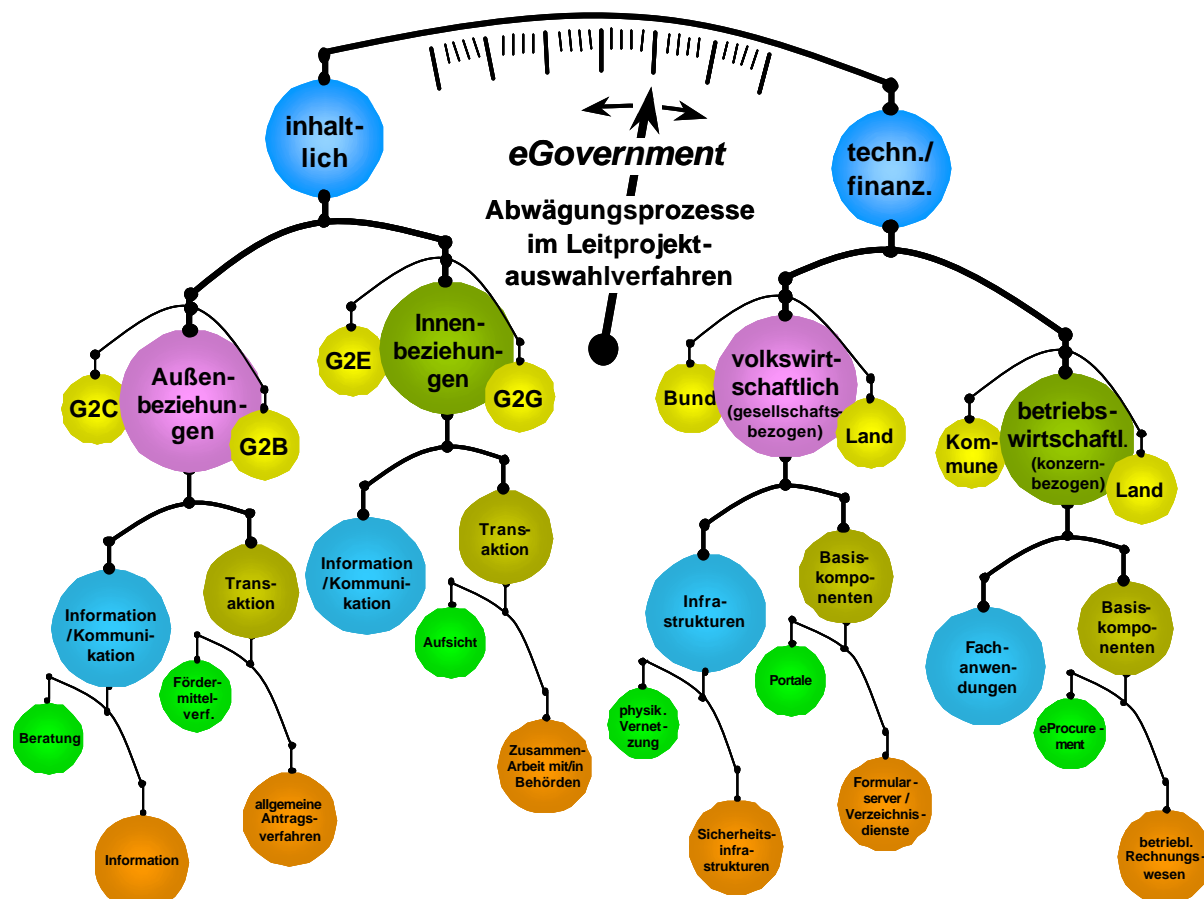 inhalt-
lich
techn./
finanz.
eGovernment
Abwägungsprozesse
im Leitprojekt-
auswahlverfahren
Außen-
beziehun-
gen
G2C
G2B
Innen-
beziehun-
gen
G2E
G2G
volkswirt-
schaftlich
(gesellschafts-
bezogen)
Bund
Land
betriebs-
wirtschaftl.
(konzern-
bezogen)
Kom-
mune
Land
Information
/Kommuni-
kation
Trans-
aktion
Information
/Kommuni-
kation
Trans-
aktion
Infra-
strukturen
Basis-
kompo-
nenten
Fach-
anwen-
dungen
Basis-
kompo-
nenten
Beratung
Information
Förder-
mittel-
verf.
allgemeine
Antrags-
verfahren
Aufsicht
Zusammen-
Arbeit mit/in
Behörden
physik.
Vernet-
zung
Sicherheits-
infra-
strukturen
Portale
Formular-
server /
Verzeichnis-
dienste
eProcure -
ment
betriebl.
Rechnungs-
wesen